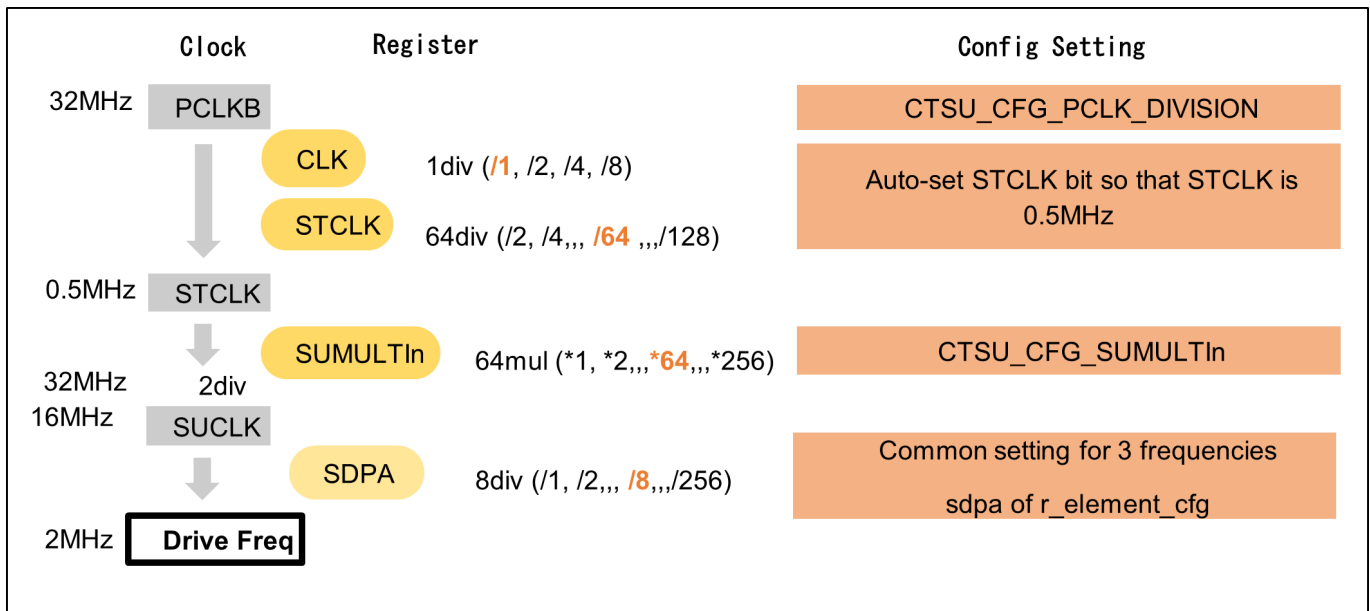 Clock Register Config Setting
32MHz PCLKB CTSU_CFG_PCLK_DIVISION
CLK 1div (/1, /2, /4, /8)
Auto-set STCLK bit so that STCLK is
0.5MHz
STCLK 64div (/2, /4,,, /64 ,,,/128)
0.5MHz STCLK
SUMULTIn 64mul (*1, *2,,,*64,,,*256) CTSU_CFG_SUMULTIn
32MHz 2div
16MHz SUCLK
SDPA 8div (/1, /2,,, /8,,,/256)
Common setting for 3 frequencies
sdpa of r_element_cfg
2MHz Drive Freq